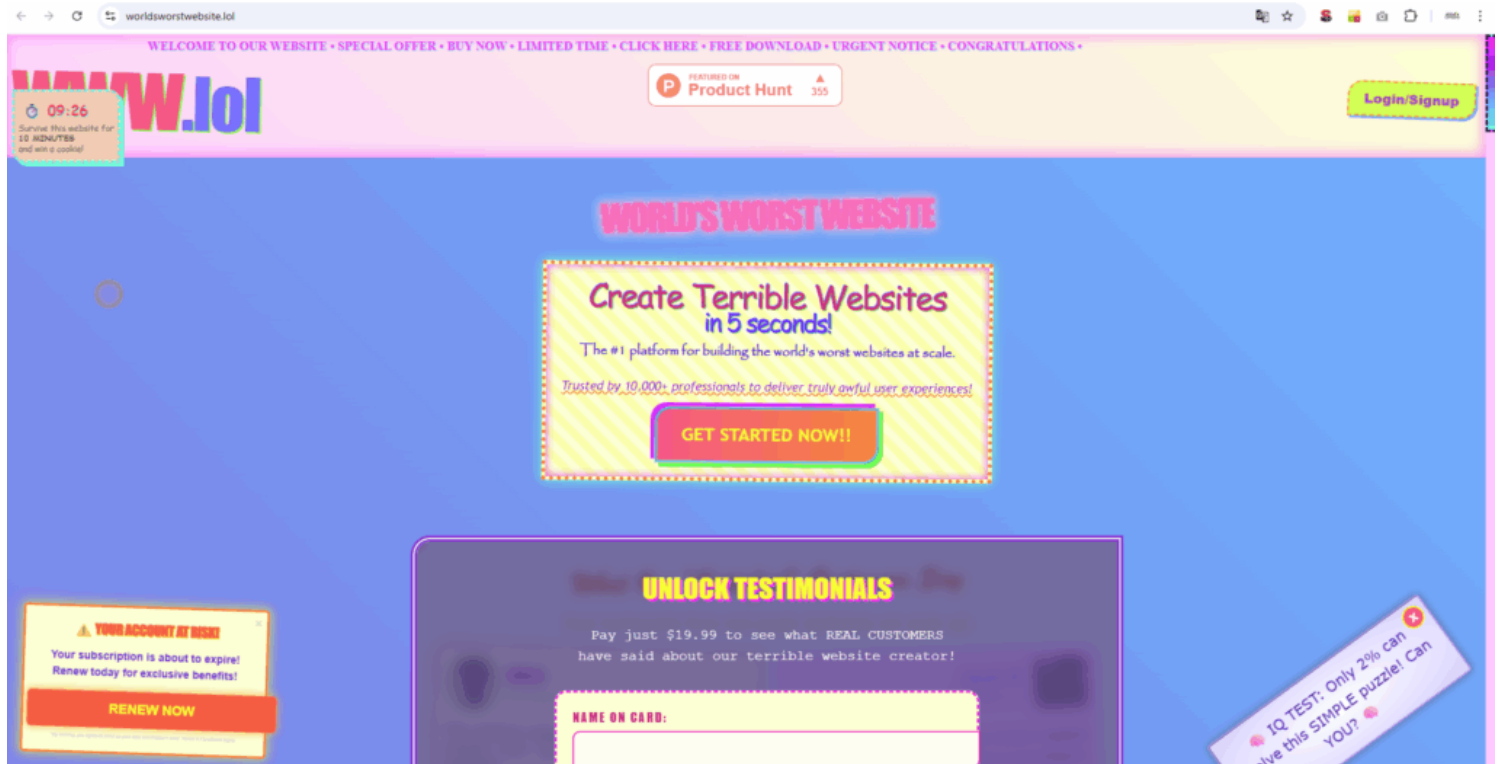 worldsworstwebsite.lol
WELCOME TO OUR WEBSITE • SPECIAL OFFER • BUY NOW • LIMITED TIME • CLICK HERE • FREE DOWNLOAD • URGENT NOTICE • CONGRATULATIONS •
WWW.lol
09:26
Survive this website for
10 MINUTES
and win a cookie!
P
FEATURED ON
Product Hunt
355
Login/Signup
WORLD'S WORST WEBSITE
Create Terrible Websites
in 5 seconds!
The #1 platform for building the world's worst websites at scale.
Trusted by 10,000+ professionals to deliver truly awful user experiences!
GET STARTED NOW!!
UNLOCK TESTIMONIALS
Pay just $19.99 to see what REAL CUSTOMERS
have said about our terrible website creator!
NAME ON CARD:
YOUR ACCOUNT AT RISK!
Your subscription is about to expire!
Renew today for exclusive benefits!
RENEW NOW
IQ TEST: Only 2% can
lve this SIMPLE puzzle! Can
YOU?